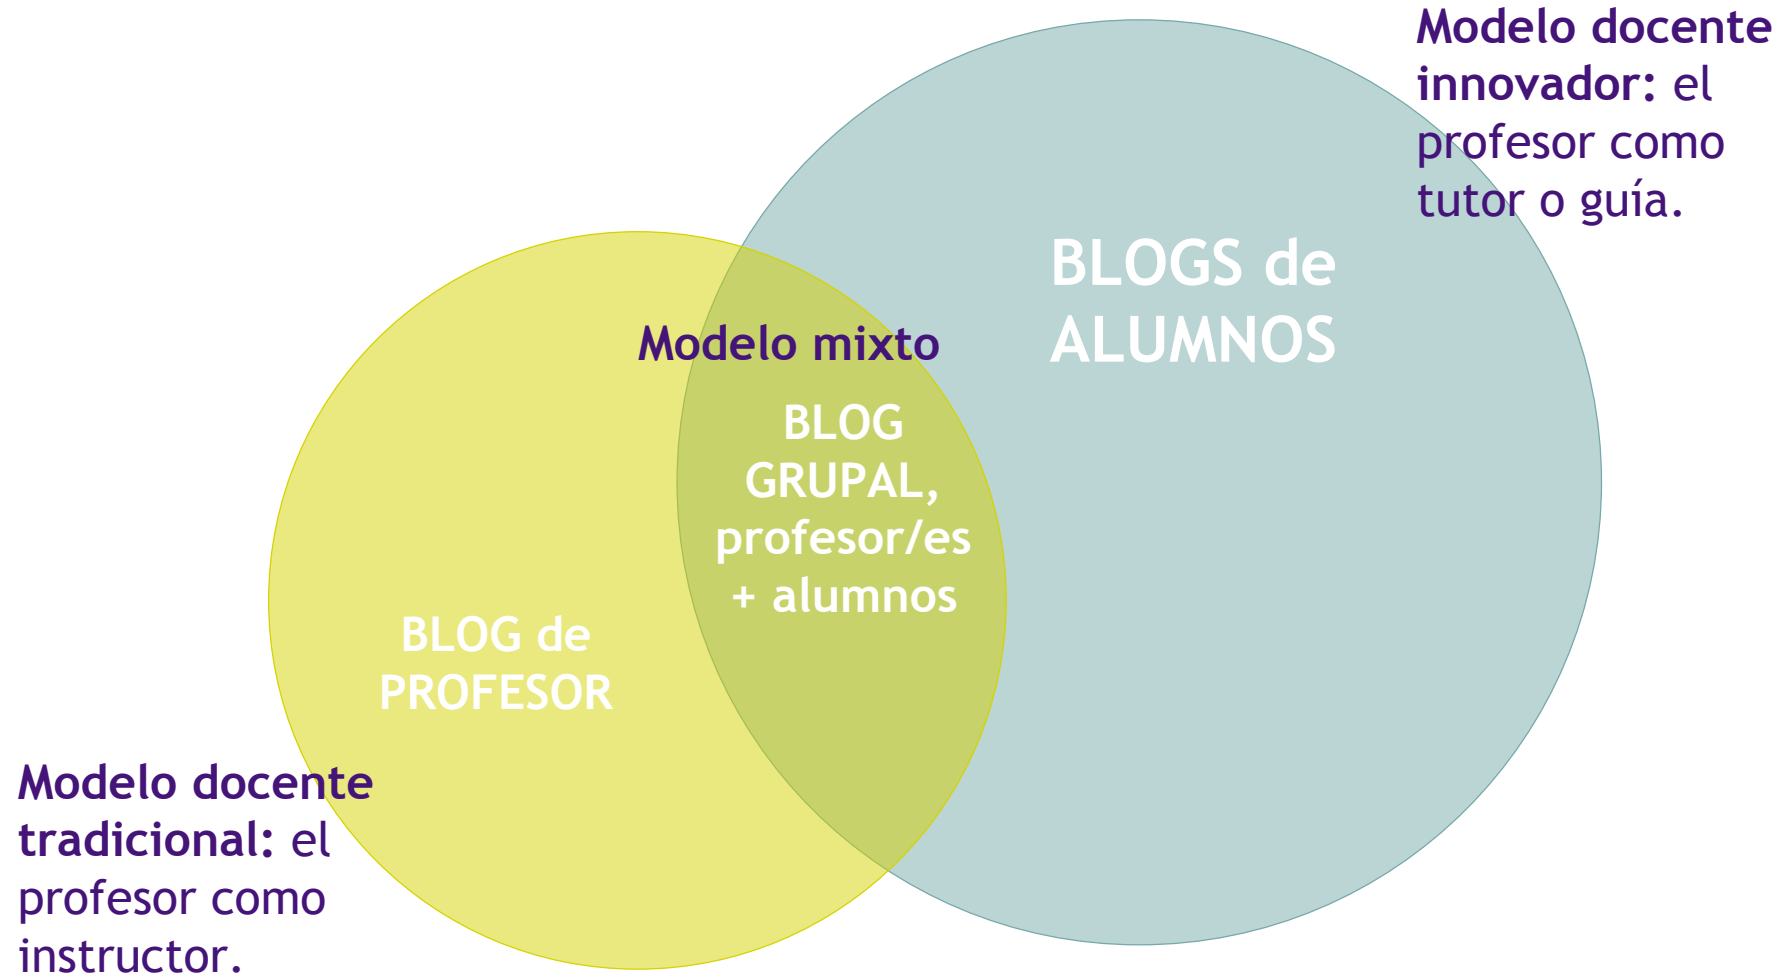 Modelo docente
innovador: el
profesor como
tutor o guía.
BLOGS de
ALUMNOS
Modelo mixto
BLOG
GRUPAL,
profesor/es
+ alumnos
BLOG de
PROFESOR
Modelo docente
tradicional: el
profesor como
instructor.